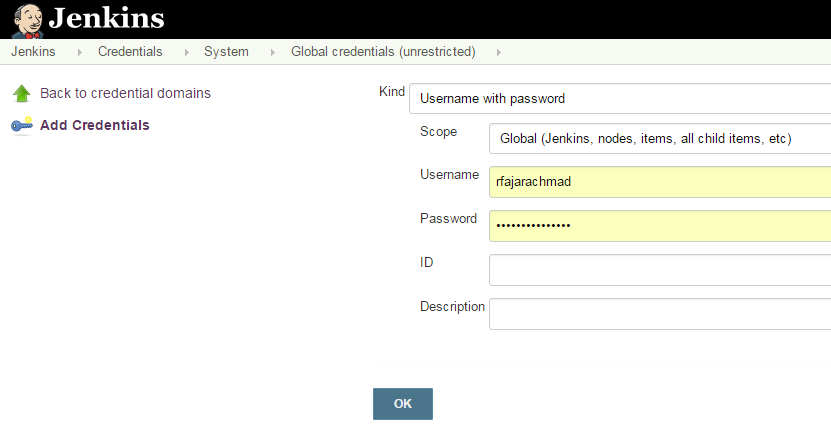 Jenkins
Jenkins Credentials System Global credentials (unrestricted)
Back to credential domains
Add Credentials
Kind Username with password
Scope Global (Jenkins, nodes, items, all child items, etc)
Username rfajarachmad
Password •••••••••••••••
ID
Description
OK